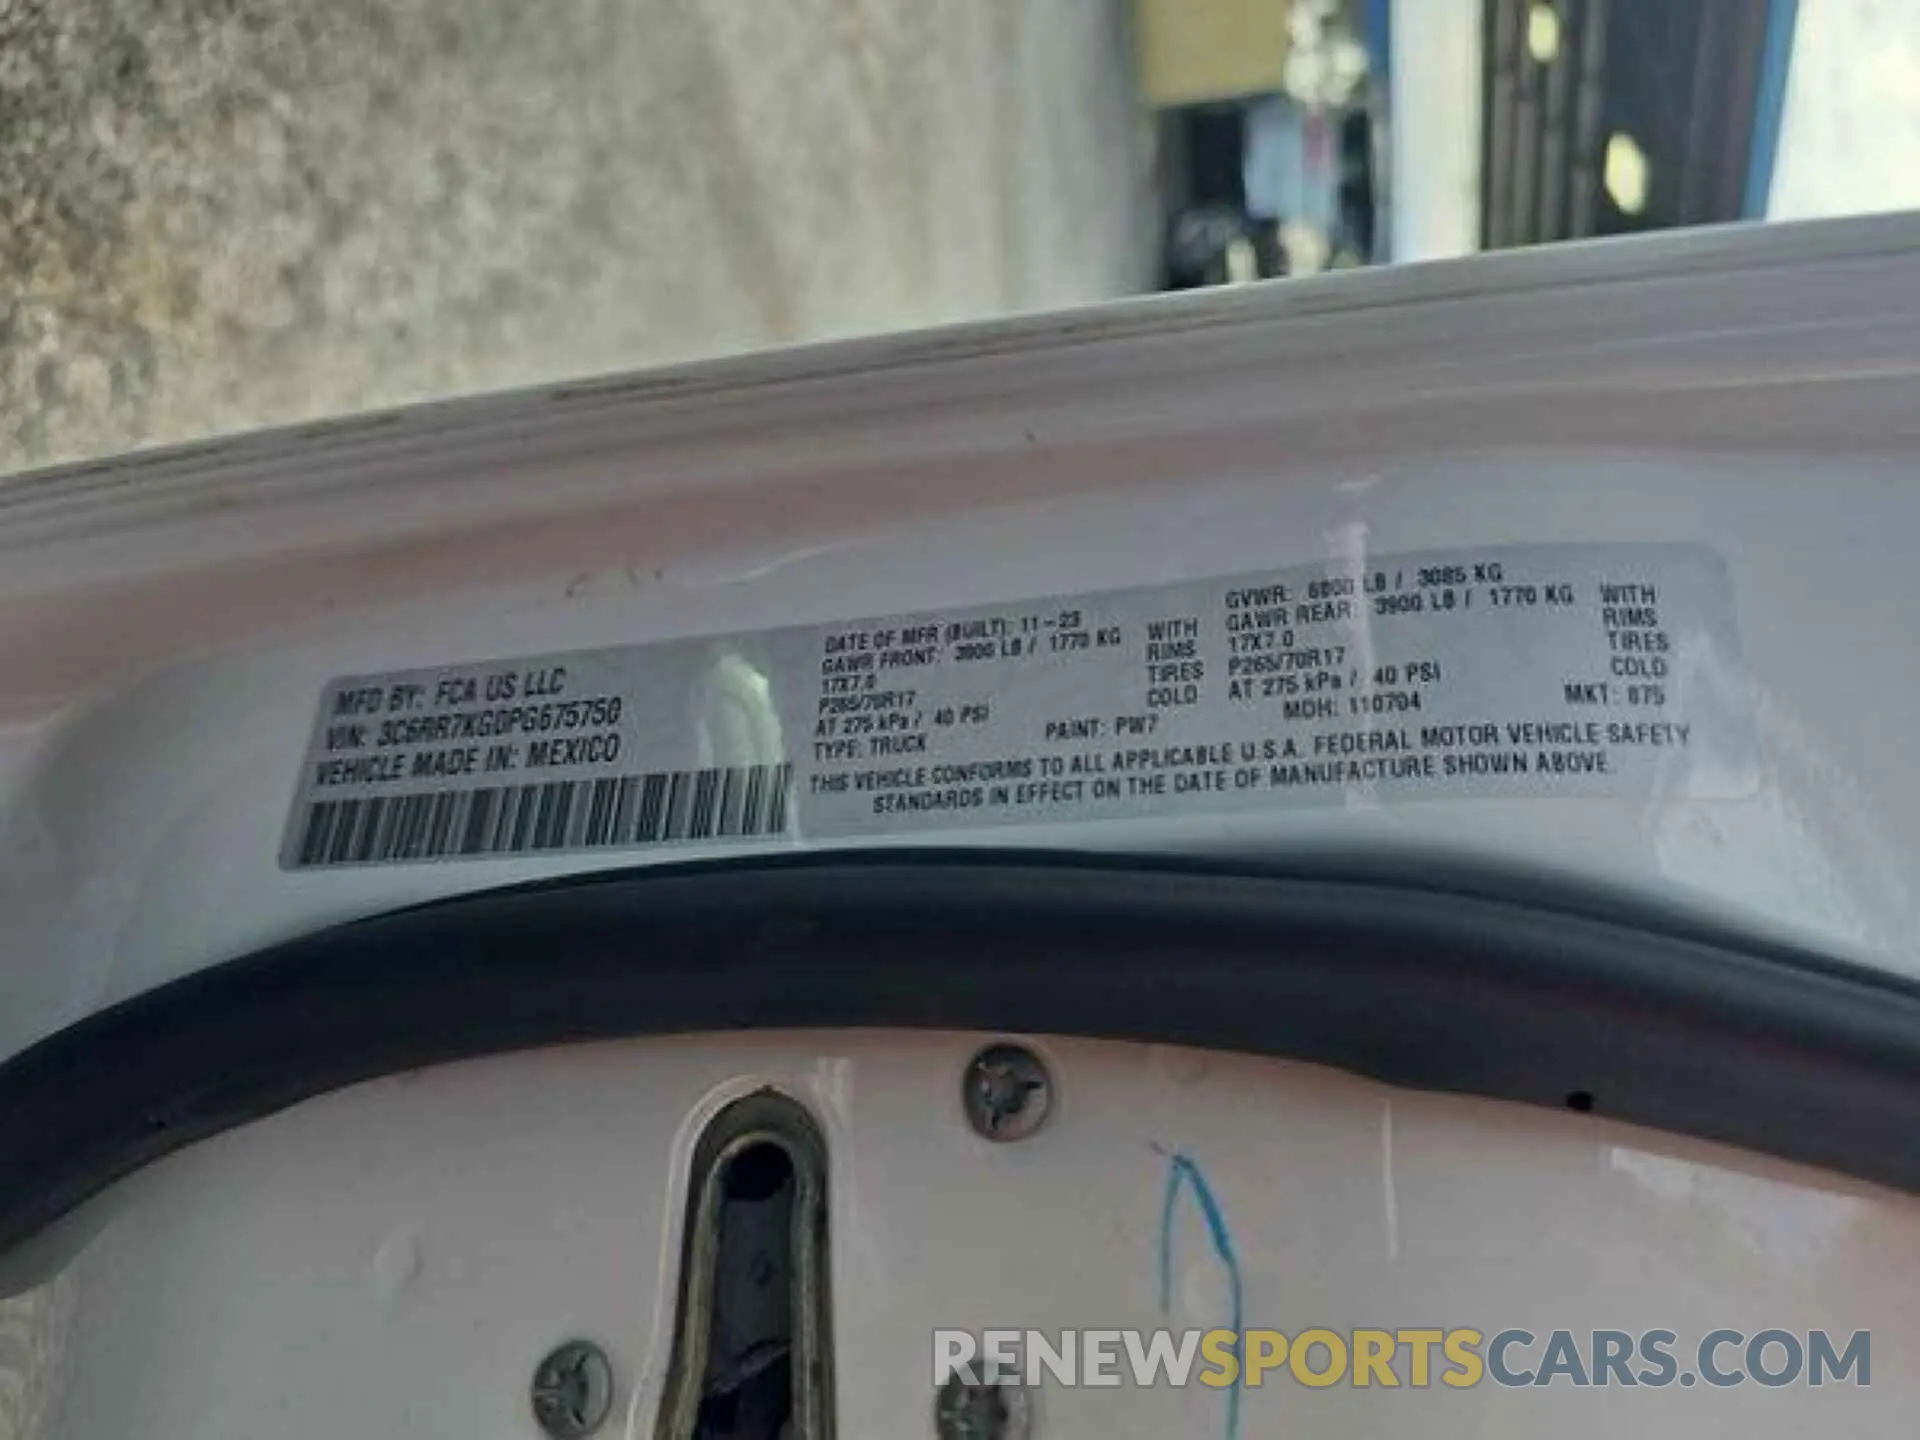 MFD BY: FCA US LLC
VIN: 3C6RR7KG0PG675750
VEHICLE MADE IN: MEXICO
DATE OF MFR (BUILT): 11-23
GAWR FRONT: 3900 LB / 1770 KG WITH
17X7.0 RIMS
P265/70R17 TIRES
AT 275 kPa / 40 PSI COLD
TYPE: TRUCK PAINT: PW7
GVWR: 6800 LB / 3085 KG
GAWR REAR: 3900 LB / 1770 KG WITH
17X7.0 RIMS
P265/70R17 TIRES
AT 275 kPa / 40 PSI COLD
MDH: 110704 MKT: 875
THIS VEHICLE CONFORMS TO ALL APPLICABLE U.S.A. FEDERAL MOTOR VEHICLE SAFETY
STANDARDS IN EFFECT ON THE DATE OF MANUFACTURE SHOWN ABOVE.
RENEWSPORTSCARS.COM